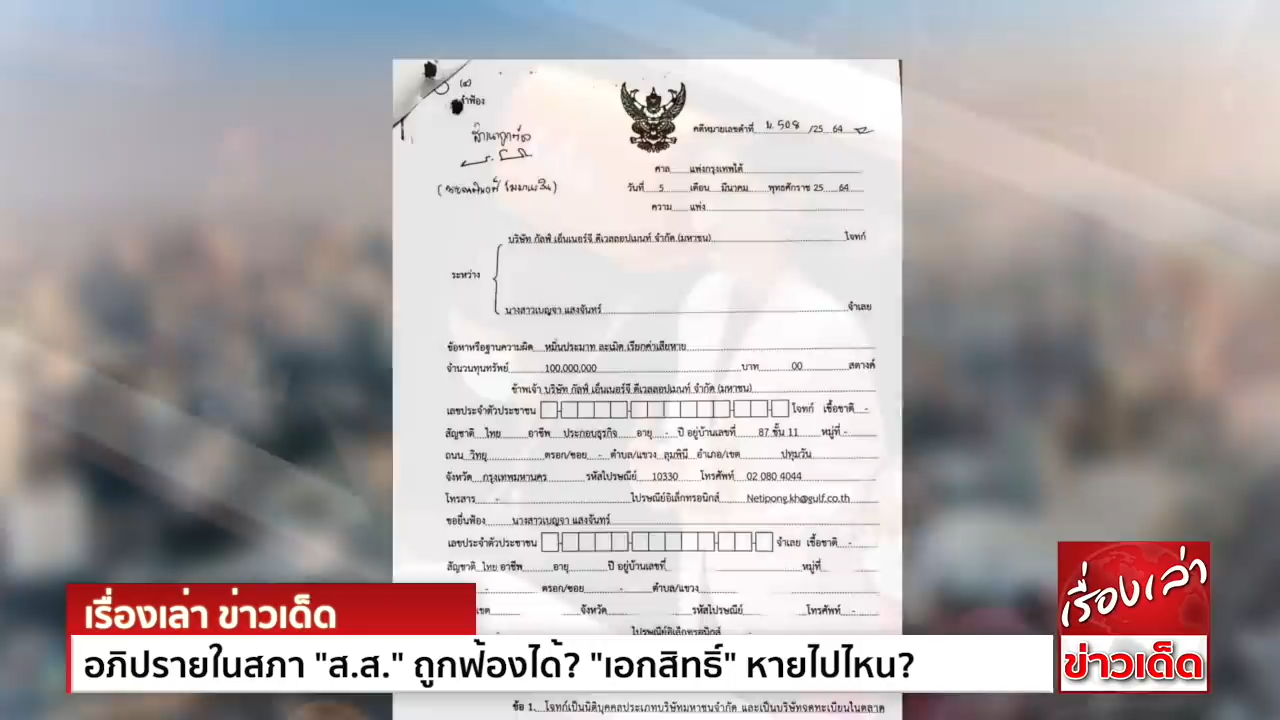 (๔)
คำฟ้อง
สำเนาถูกต้อง
คดีหมายเลขดำที่ พ. 508 /25 64
ศาล แพ่งกรุงเทพใต้
วันที่ 5 เดือน มีนาคม พุทธศักราช 25 64
ความ แพ่ง
บริษัท กัลฟ์ เอ็นเนอร์จี ดีเวลลอปเมนท์ จำกัด (มหาชน) โจทก์
ระหว่าง
นางสาวเบญจา แสงจันทร์ จำเลย
ข้อหาหรือฐานความผิด หมิ่นประมาท ละเมิด เรียกค่าเสียหาย
จำนวนทุนทรัพย์ 100,000,000 บาท 00 สตางค์
ข้าพเจ้า บริษัท กัลฟ์ เอ็นเนอร์จี ดีเวลลอปเมนท์ จำกัด (มหาชน)
เลขประจำตัวประชาชน โจทก์ เชื้อชาติ -
สัญชาติ ไทย อาชีพ ประกอบธุรกิจ อายุ - ปี อยู่บ้านเลขที่ 87 ชั้น 11 หมู่ที่ -
ถนน วิทยุ ตรอก/ซอย - ตำบล/แขวง ลุมพินี อำเภอ/เขต ปทุมวัน
จังหวัด กรุงเทพมหานคร รหัสไปรษณีย์ 10330 โทรศัพท์ 02 080 4044
โทรสาร - ไปรษณีย์อิเล็กทรอนิกส์ Netipong.kh@gulf.co.th
ขอยื่นฟ้อง นางสาวเบญจา แสงจันทร์
เลขประจำตัวประชาชน จำเลย เชื้อชาติ -
สัญชาติ ไทย อาชีพ อายุ ปี อยู่บ้านเลขที่ หมู่ที่
- ตรอก/ซอย - ตำบล/แขวง
เขต จังหวัด รหัสไปรษณีย์ โทรศัพท์ -
ไปรษณีย์อิเล็กทรอนิกส์ -
เรื่องเล่า ข่าวเด็ด
อภิปรายในสภา "ส.ส." ถูกฟ้องได้? "เอกสิทธิ์" หายไปไหน?
เรื่องเล่า
ข่าวเด็ด
ข้อ 1. โจทก์เป็นนิติบุคคลประเภทบริษัทมหาชนจำกัด และเป็นบริษัทจดทะเบียนในตลาด